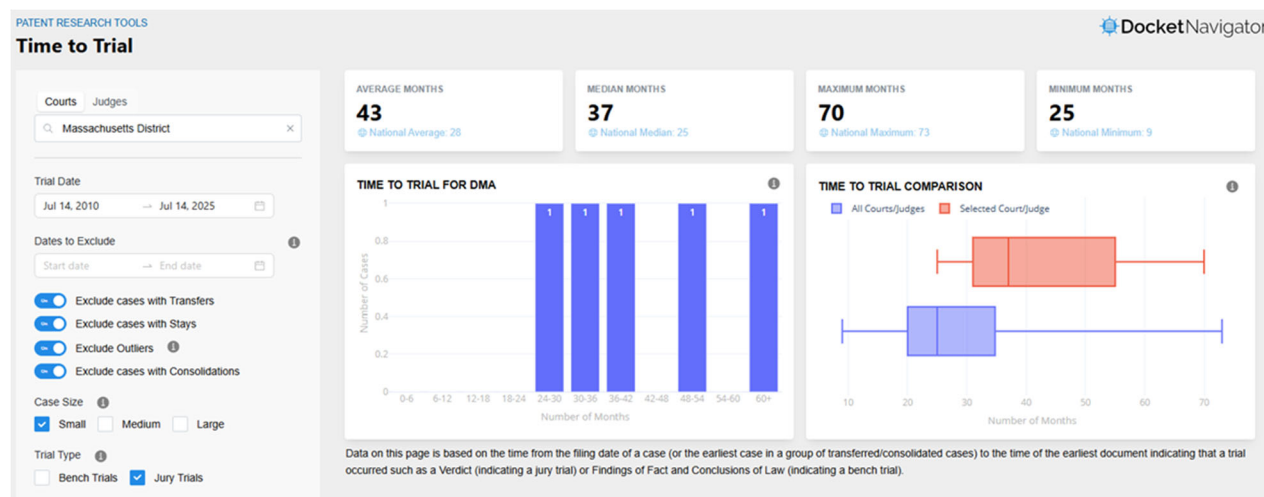 PATENT RESEARCH TOOLS
Time to Trial
DocketNavigator
Courts Judges
Massachusetts District
Trial Date
Jul 14, 2010 → Jul 14, 2025
Dates to Exclude
Start date → End date
On Exclude cases with Transfers
On Exclude cases with Stays
On Exclude Outliers
On Exclude cases with Consolidations
Case Size
Small Medium Large
Trial Type
Bench Trials Jury Trials
AVERAGE MONTHS
43
National Average: 28
MEDIAN MONTHS
37
National Median: 25
MAXIMUM MONTHS
70
National Maximum: 73
MINIMUM MONTHS
25
National Minimum: 9
TIME TO TRIAL FOR DMA
1
0.8
0.6
0.4
0.2
0
Number of Cases
1 1 1 1 1
0-6 6-12 12-18 18-24 24-30 30-36 36-42 42-48 48-54 54-60 60+
Number of Months
TIME TO TRIAL COMPARISON
All Courts/Judges Selected Court/Judge
10 20 30 40 50 60 70
Number of Months
Data on this page is based on the time from the filing date of a case (or the earliest case in a group of transferred/consolidated cases) to the time of the earliest document indicating that a trial
occurred such as a Verdict (indicating a jury trial) or Findings of Fact and Conclusions of Law (indicating a bench trial).